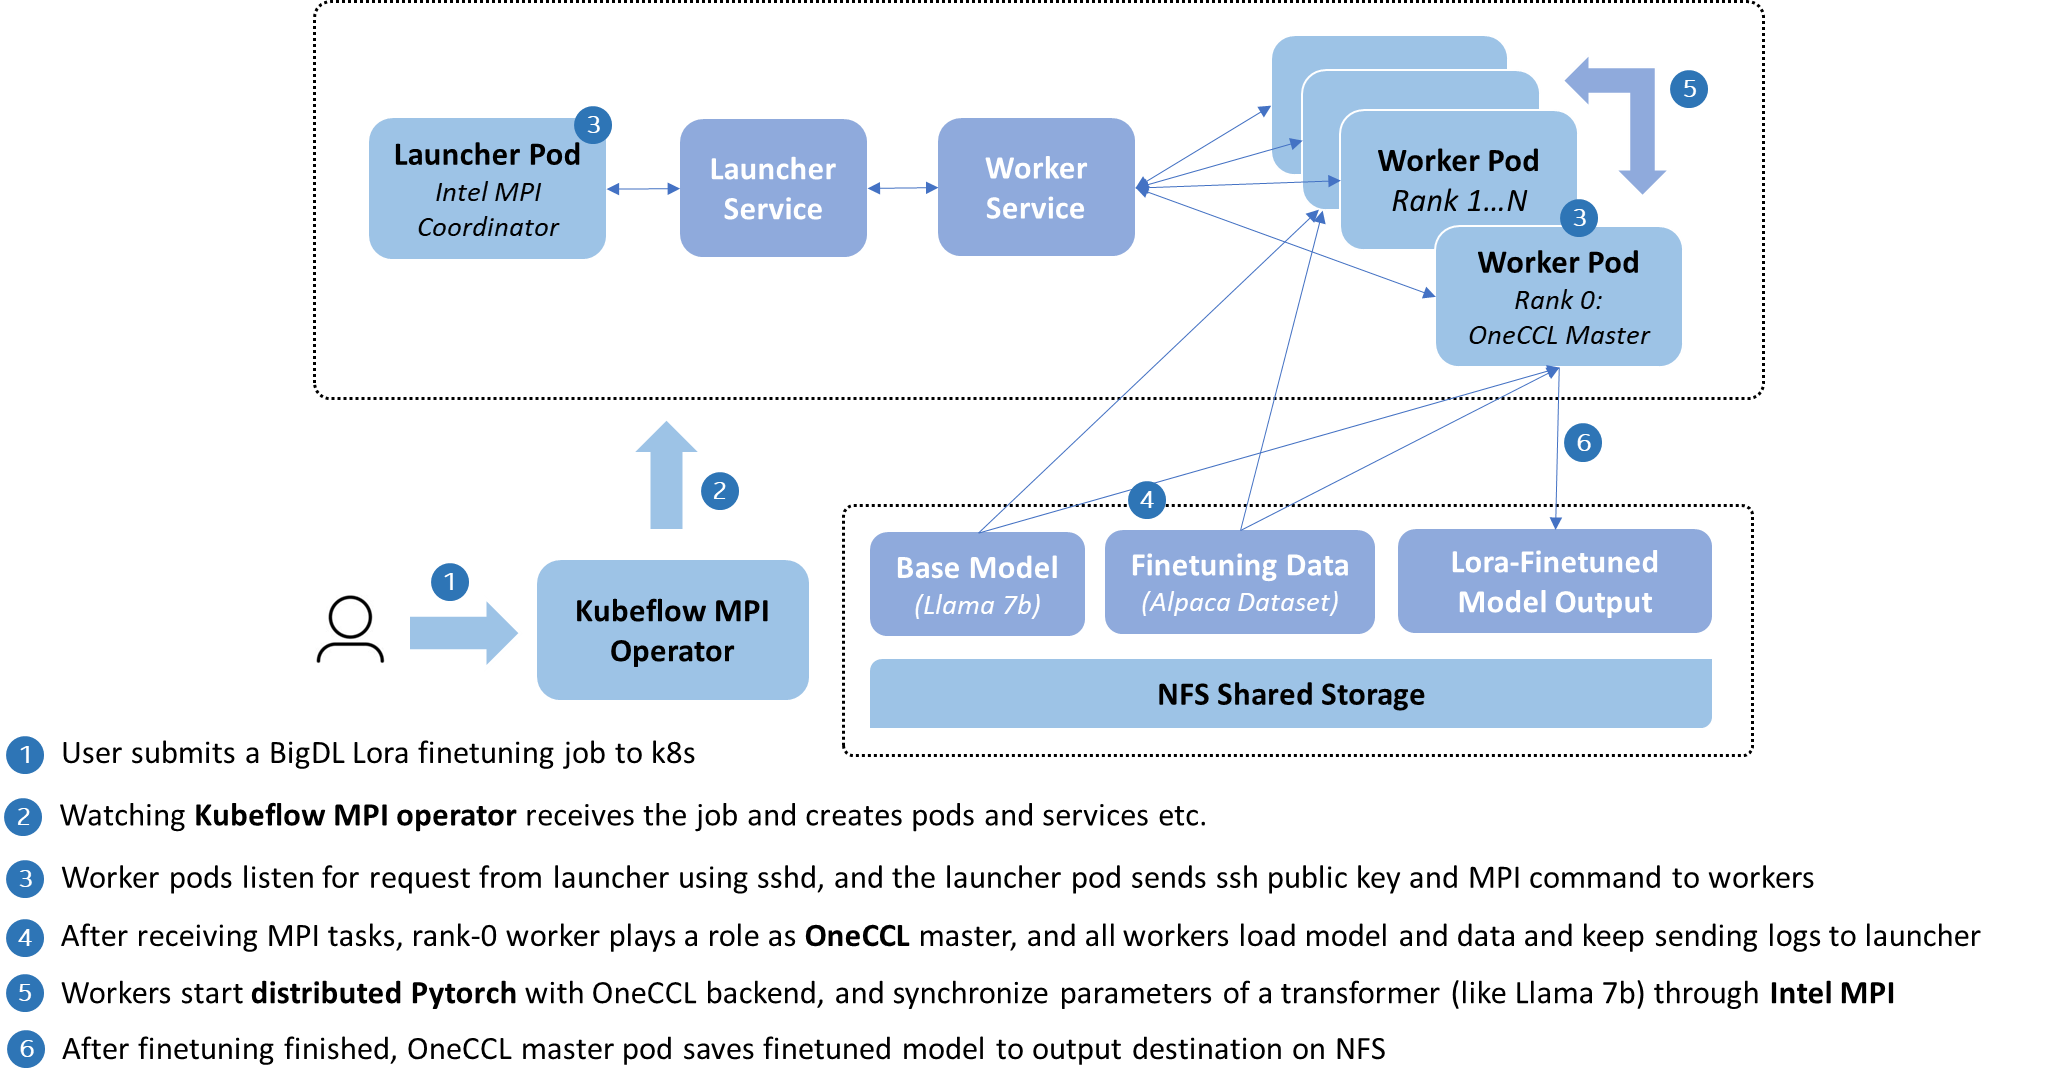 Launcher Pod
Intel MPI
Coordinator
3
Launcher
Service
Worker
Service
Worker Pod
Rank 1...N
5
3
Worker Pod
Rank 0:
OneCCL Master
2
6
4
1
Kubeflow MPI
Operator
Base Model
(Llama 7b)
Finetuning Data
(Alpaca Dataset)
Lora-Finetuned
Model Output
NFS Shared Storage
1 User submits a BigDL Lora finetuning job to k8s
2 Watching Kubeflow MPI operator receives the job and creates pods and services etc.
3 Worker pods listen for request from launcher using sshd, and the launcher pod sends ssh public key and MPI command to workers
4 After receiving MPI tasks, rank-0 worker plays a role as OneCCL master, and all workers load model and data and keep sending logs to launcher
5 Workers start distributed Pytorch with OneCCL backend, and synchronize parameters of a transformer (like Llama 7b) through Intel MPI
6 After finetuning finished, OneCCL master pod saves finetuned model to output destination on NFS